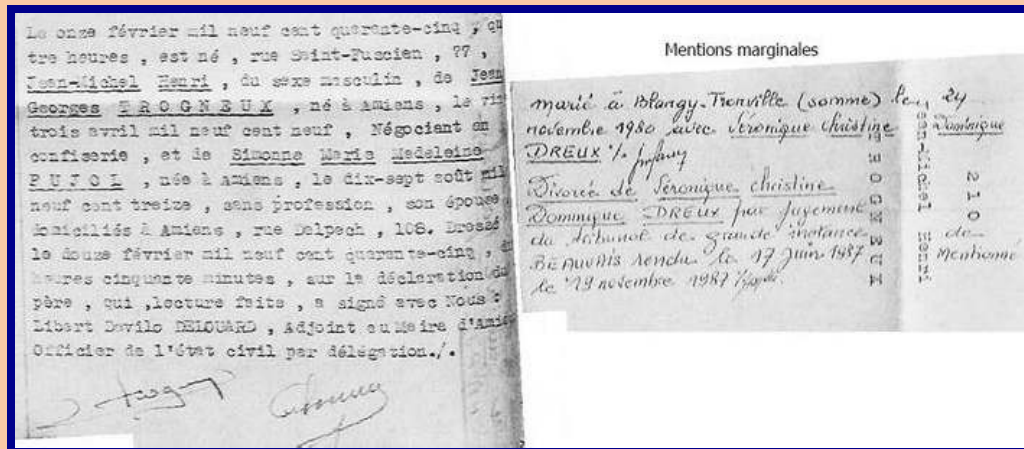 Le onze février mil neuf cent quarante-cinq , qu
tre heures , est né , rue Saint-Fuscien , 77 ,
Jean-Michel Henri , du sexe masculin , de Jean
Georges TROGNEUX , né à Amiens , le vin
trois avril mil neuf cent neuf , Négociant en
confiserie , et de Simonne Marie Madeleine
PUJOL , née à Amiens , le dix-sept août mil
neuf cent treize , sans profession , son épouse
domiciliés à Amiens , rue Delpech , 108. Dressé
le douze février mil neuf cent quarante-cinq ,
heures cinquante minutes , sur la déclaration du
père , qui ,lecture faite , a signé avec Nous :
Libert DELOUARD , Adjoint au Maire d'Amiens
Officier de l'état civil par délégation./.
Mentions marginales
marié à Blangy-Tronville (somme) le 24
novembre 1980 avec Véronique Christine Dominique
DREUX
Divorcé de Véronique Christine
Dominique DREUX par jugement
du tribunal de grande instance de
BEAUVAIS rendu le 17 juin 1987 Mentionné
le 19 novembre 1987
TROGNEUX
Jean-Michel Henri
210